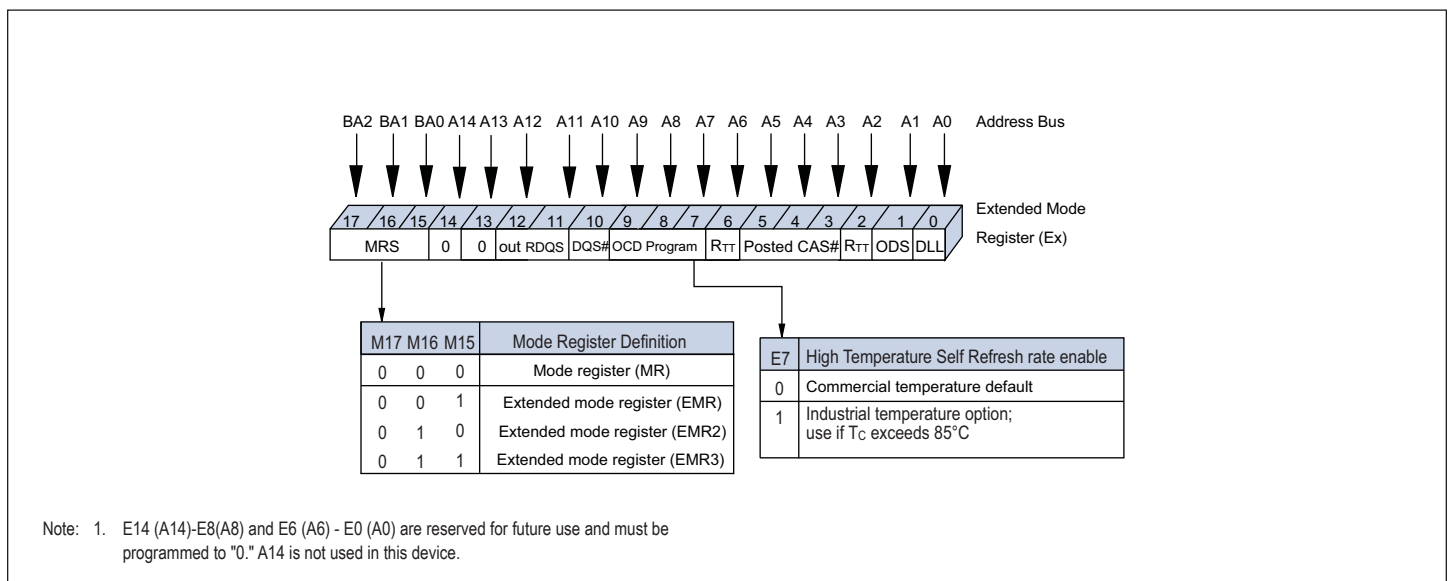 BA2 BA1 BA0 A14 A13 A12 A11 A10 A9 A8 A7 A6 A5 A4 A3 A2 A1 A0 Address Bus
17 16 15 14 13 12 11 10 9 8 7 6 5 4 3 2 1 0 Extended Mode
Register (Ex)
MRS 0 0 out RDQS DQS# OCD Program RTT Posted CAS# RTT ODS DLL
M17 M16 M15 Mode Register Definition
0 0 0 Mode register (MR)
0 0 1 Extended mode register (EMR)
0 1 0 Extended mode register (EMR2)
0 1 1 Extended mode register (EMR3)
E7 High Temperature Self Refresh rate enable
0 Commercial temperature default
1 Industrial temperature option;
use if TC exceeds 85°C
Note: 1. E14 (A14)-E8(A8) and E6 (A6) - E0 (A0) are reserved for future use and must be
programmed to "0." A14 is not used in this device.